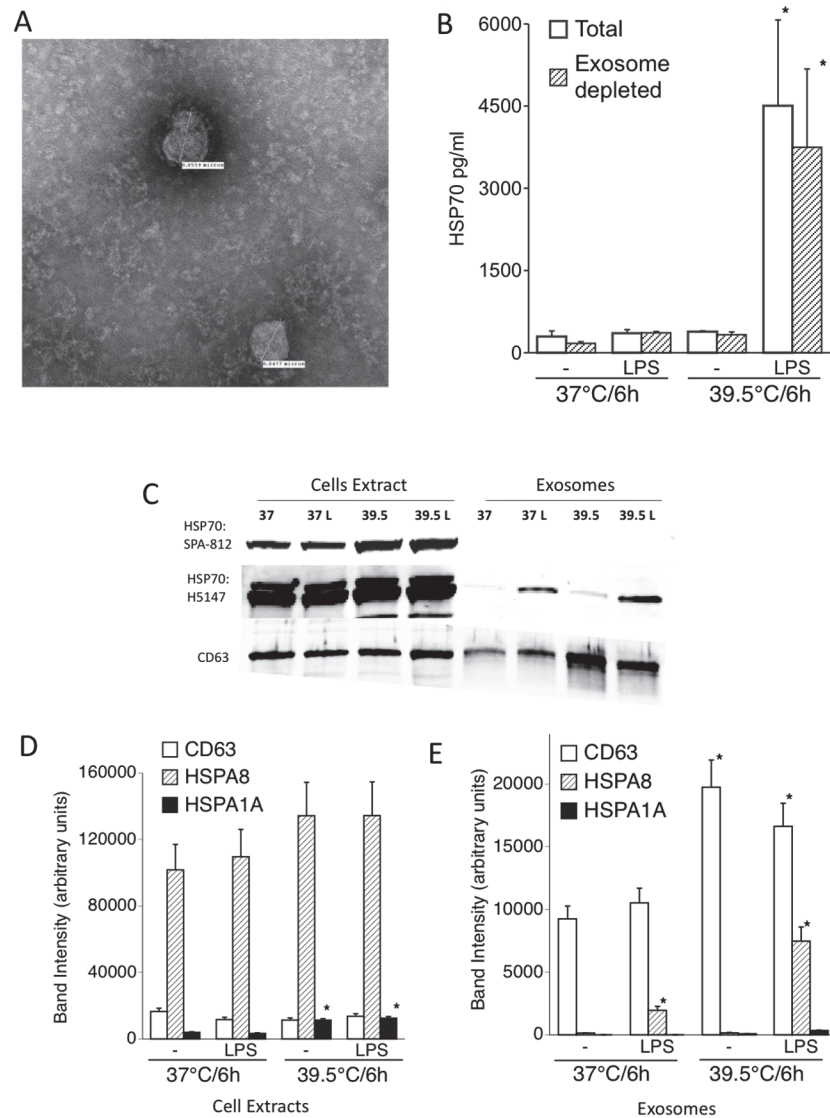 A
0.0559 micron
0.0477 micron
B
6000
4500
3000
1500
0
HSP70 pg/ml
Total
Exosome
depleted
*
*
- LPS - LPS
37°C/6h 39.5°C/6h
C
Cells Extract Exosomes
37 37 L 39.5 39.5 L 37 37 L 39.5 39.5 L
HSP70:
SPA-812
HSP70:
H5147
CD63
D
CD63
HSPA8
HSPA1A
160000
120000
80000
40000
0
Band Intensity (arbitrary units)
* *
- LPS - LPS
37°C/6h 39.5°C/6h
Cell Extracts
E
CD63
HSPA8
HSPA1A
20000
15000
10000
5000
0
Band Intensity (arbitrary units)
* * * *
- LPS - LPS
37°C/6h 39.5°C/6h
Exosomes